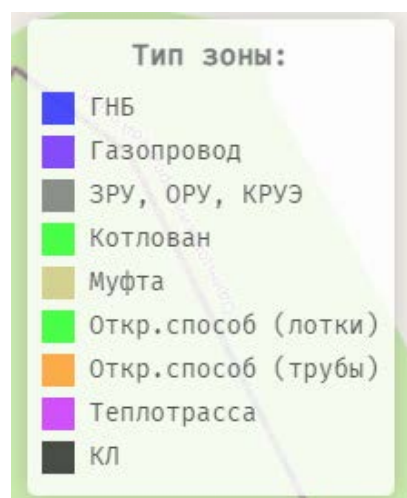 Тип зоны:
ГНБ
Газопровод
ЗРУ, ОРУ, КРУЭ
Котлован
Муфта
Откр.способ (лотки)
Откр.способ (трубы)
Теплотрасса
КЛ